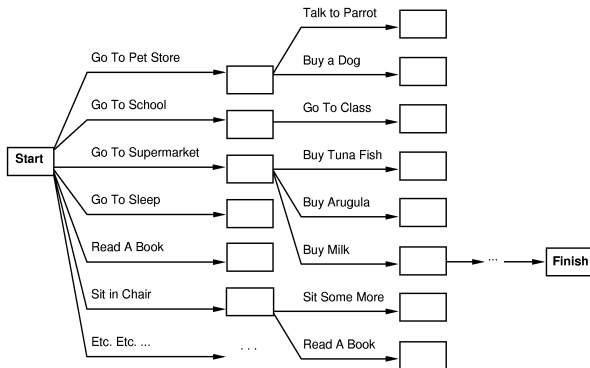 Talk to Parrot
Go To Pet Store
Buy a Dog
Go To School
Go To Class
Start
Go To Supermarket
Buy Tuna Fish
Go To Sleep
Buy Arugula
Read A Book
Buy Milk
...
Finish
Sit in Chair
Sit Some More
Etc. Etc. ...
. . .
Read A Book